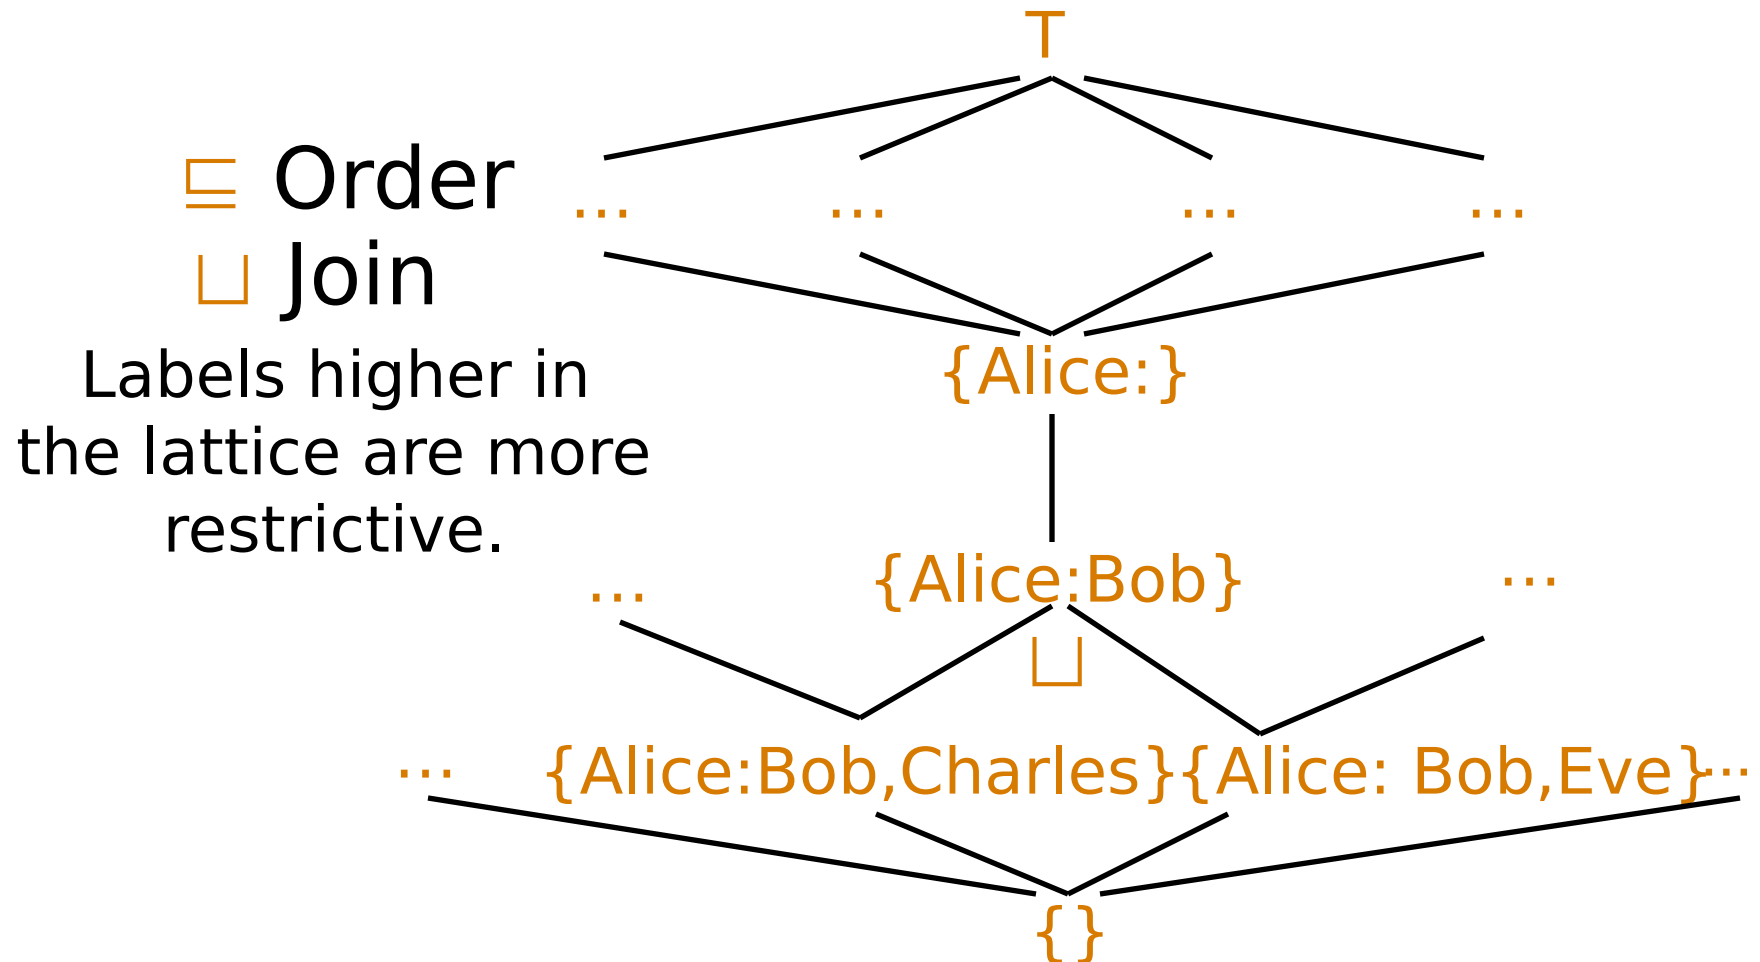 T
⊑ Order
... ... ... ...
⊔ Join
Labels higher in
the lattice are more
restrictive.
{Alice:}
... {Alice:Bob} ...
⊔
... {Alice:Bob,Charles} {Alice: Bob,Eve} ...
{}